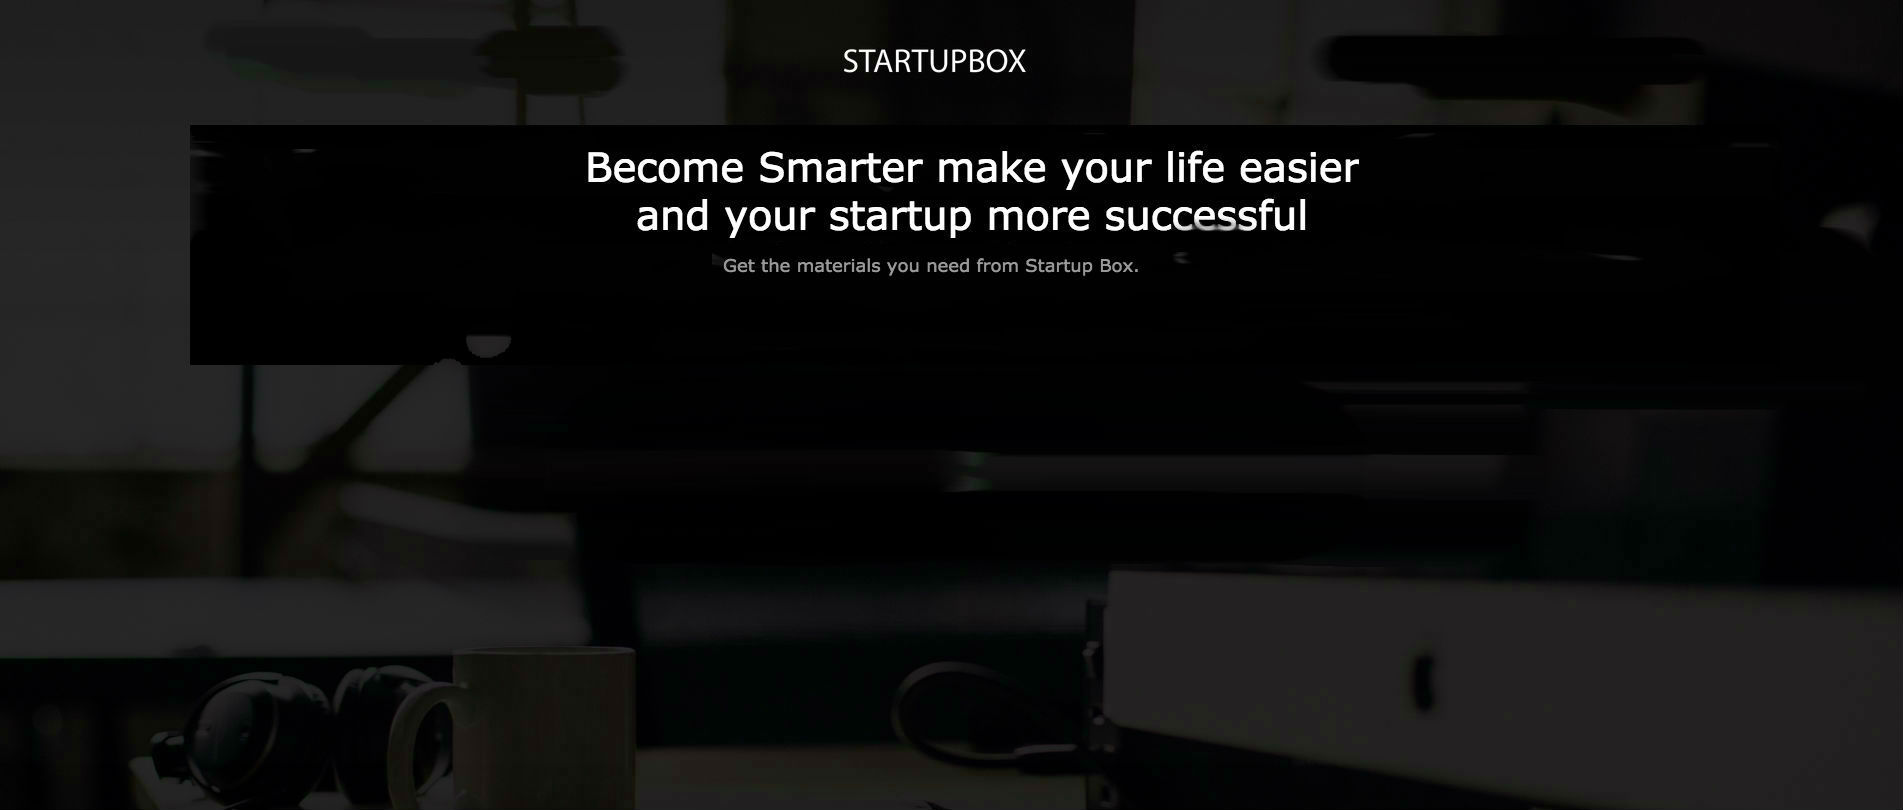 STARTUPBOX
Become Smarter make your life easier
and your startup more successful
Get the materials you need from Startup Box.